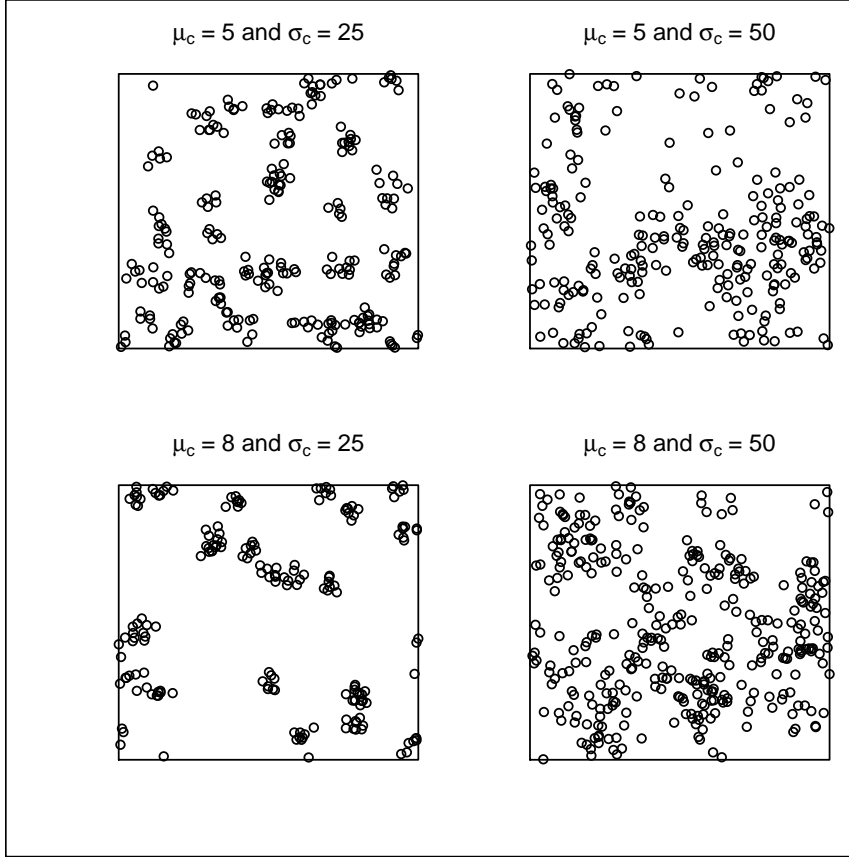 μc = 5 and σc = 25
μc = 5 and σc = 50
μc = 8 and σc = 25
μc = 8 and σc = 50